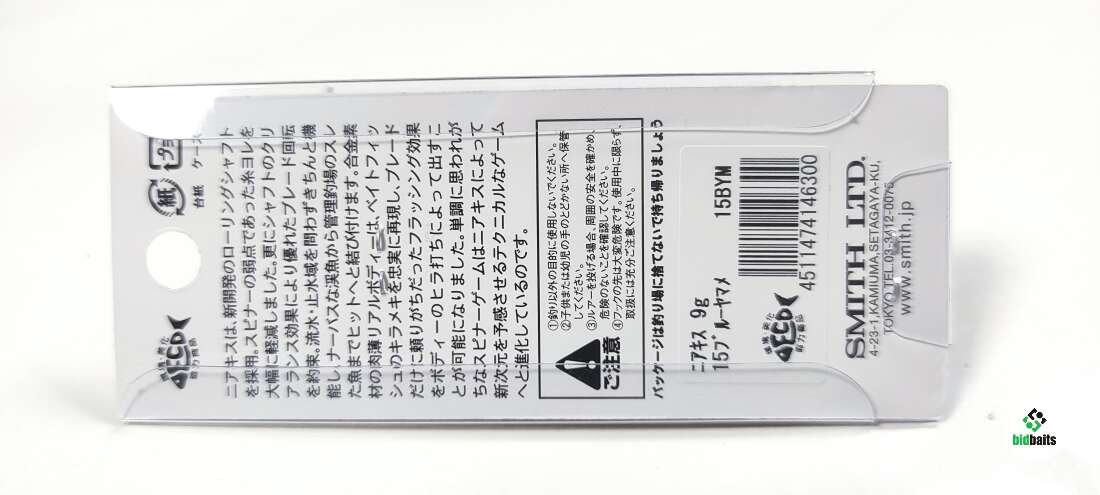 紙
プラ
台紙 ケース
ニアキスは、新開発のローリングシャフト
を採用。スピナーの弱点であった糸ヨレを
大幅に軽減しました。更にシャフトのクリ
アランス効果により優れたブレード回転
を約束。流水・止水域を問わずきちんと機
能し、ナーバスな渓魚から管理釣場のスレ
た魚までヒットへと結び付けます。合金素
材の肉薄リアルボディーは、ベイトフィッ
シュのキラメキを忠実に再現し、ブレード
だけに頼りがちだったフラッシング効果
をボディーのヒラ打ちによって出すこ
とが可能になりました。単調に思われが
ちなスピナーゲームはニアキスによって
新次元を予感させるテクニカルなゲーム
へと進化しているのです。
ご注意
①釣り以外の目的に使用しないでください。
②子供または幼児の手のとどかない所へ保管
してください。
③ルアーを投げる場合、周囲の安全を確かめ、
危険のないことを確認してください。
④フックの先は大変危険です。使用中に限らず、
取扱には充分ご注意ください。
パッケージは釣り場に捨てないで持ち帰りましょう
ニアキス 9g
15ブルーヤマメ
15BYM
4511474146300
SMITH LTD.
4-23-1,KAMIUMA,SETAGAYA-KU,
TOKYO.TEL.03-3412-0075
www.smith.jp
bidbaits